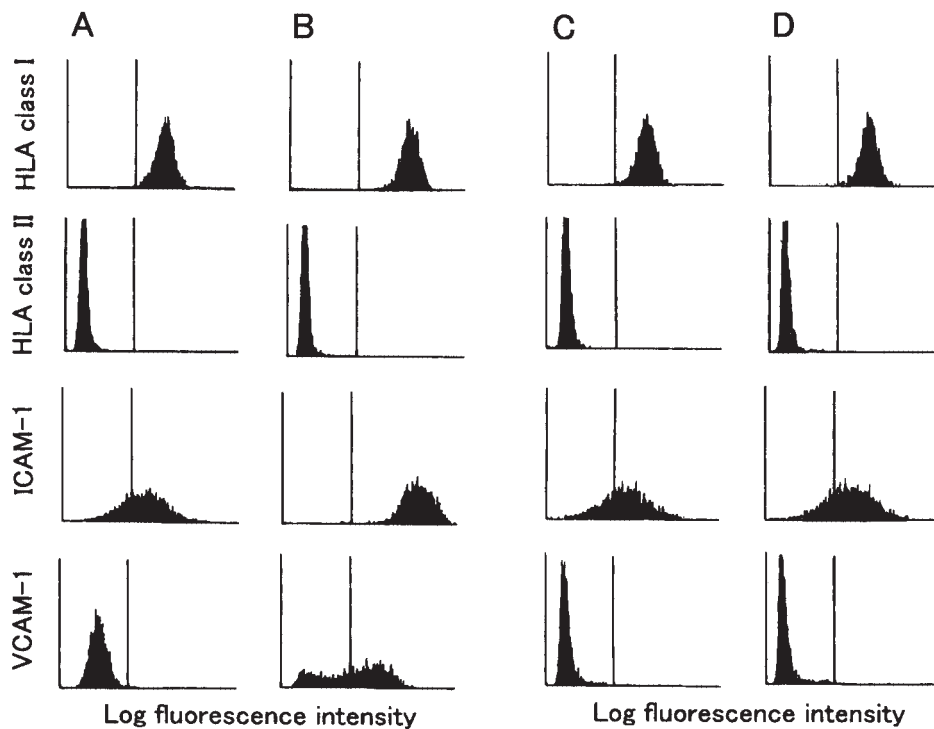 A B C D
HLA class I
HLA class II
ICAM-1
VCAM-1
Log fluorescence intensity
Log fluorescence intensity